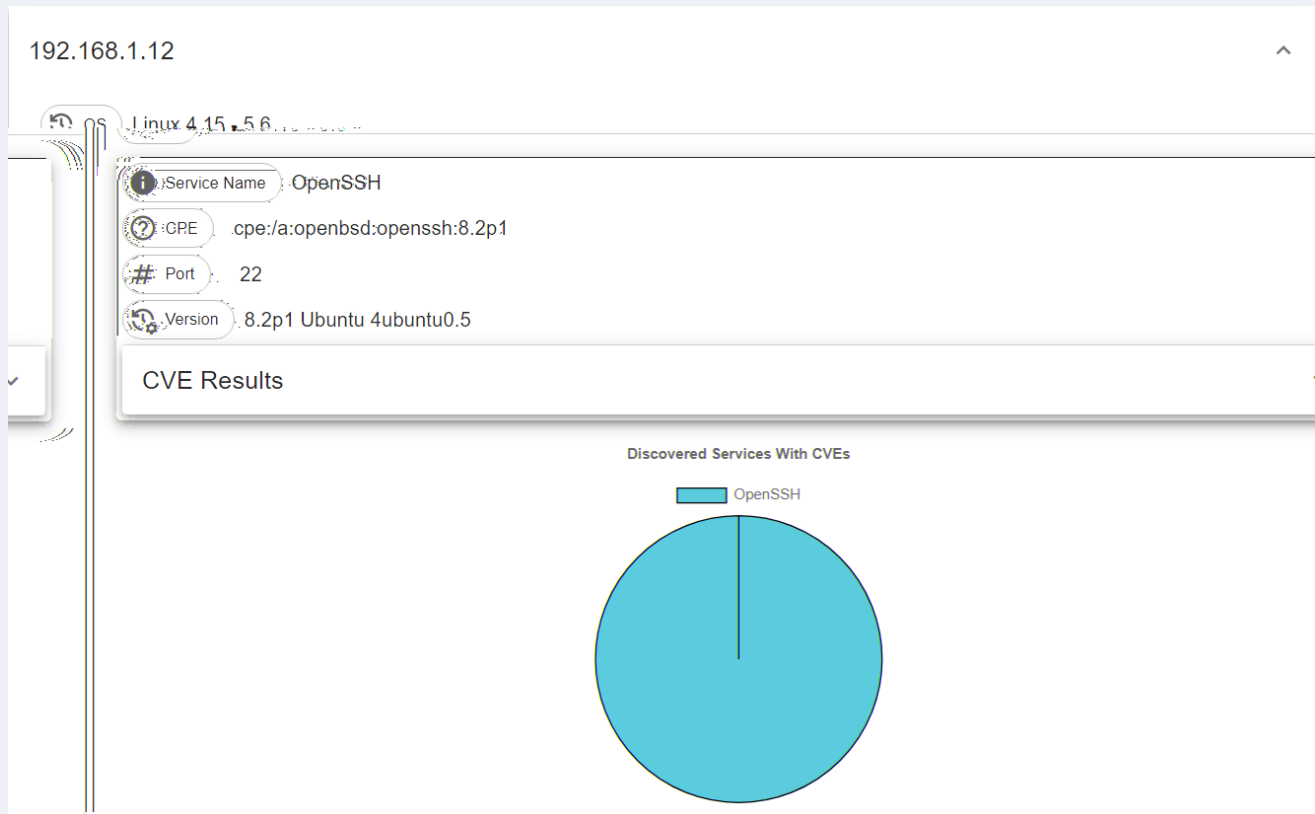 192.168.1.12
OS Linux 4.15 - 5.6
Service Name OpenSSH
CPE cpe:/a:openbsd:openssh:8.2p1
# Port 22
Version 8.2p1 Ubuntu 4ubuntu0.5
CVE Results
Discovered Services With CVEs
OpenSSH